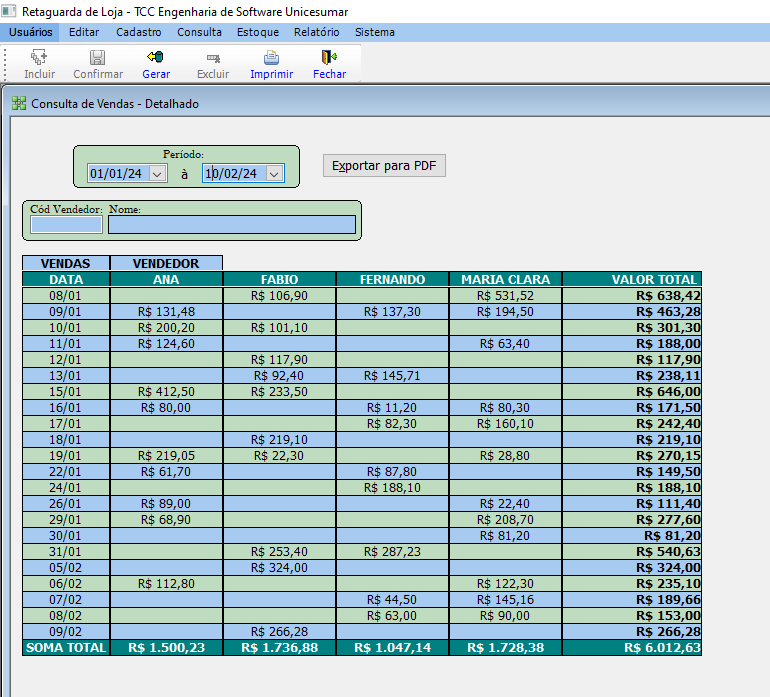 Retaguarda de Loja - TCC Engenharia de Software Unicesumar
Usuários Editar Cadastro Consulta Estoque Relatório Sistema
Incluir Confirmar Gerar Excluir Imprimir Fechar
Consulta de Vendas - Detalhado
Período:
01/01/24 à 10/02/24 Exportar para PDF
Cód Vendedor: Nome:
VENDAS VENDEDOR
DATA ANA FABIO FERNANDO MARIA CLARA VALOR TOTAL
08/01 R$ 106,90 R$ 531,52 R$ 638,42
09/01 R$ 131,48 R$ 137,30 R$ 194,50 R$ 463,28
10/01 R$ 200,20 R$ 101,10 R$ 301,30
11/01 R$ 124,60 R$ 63,40 R$ 188,00
12/01 R$ 117,90 R$ 117,90
13/01 R$ 92,40 R$ 145,71 R$ 238,11
15/01 R$ 412,50 R$ 233,50 R$ 646,00
16/01 R$ 80,00 R$ 11,20 R$ 80,30 R$ 171,50
17/01 R$ 82,30 R$ 160,10 R$ 242,40
18/01 R$ 219,10 R$ 219,10
19/01 R$ 219,05 R$ 22,30 R$ 28,80 R$ 270,15
22/01 R$ 61,70 R$ 87,80 R$ 149,50
24/01 R$ 188,10 R$ 188,10
26/01 R$ 89,00 R$ 22,40 R$ 111,40
29/01 R$ 68,90 R$ 208,70 R$ 277,60
30/01 R$ 81,20 R$ 81,20
31/01 R$ 253,40 R$ 287,23 R$ 540,63
05/02 R$ 324,00 R$ 324,00
06/02 R$ 112,80 R$ 122,30 R$ 235,10
07/02 R$ 44,50 R$ 145,16 R$ 189,66
08/02 R$ 63,00 R$ 90,00 R$ 153,00
09/02 R$ 266,28 R$ 266,28
SOMA TOTAL R$ 1.500,23 R$ 1.736,88 R$ 1.047,14 R$ 1.728,38 R$ 6.012,63